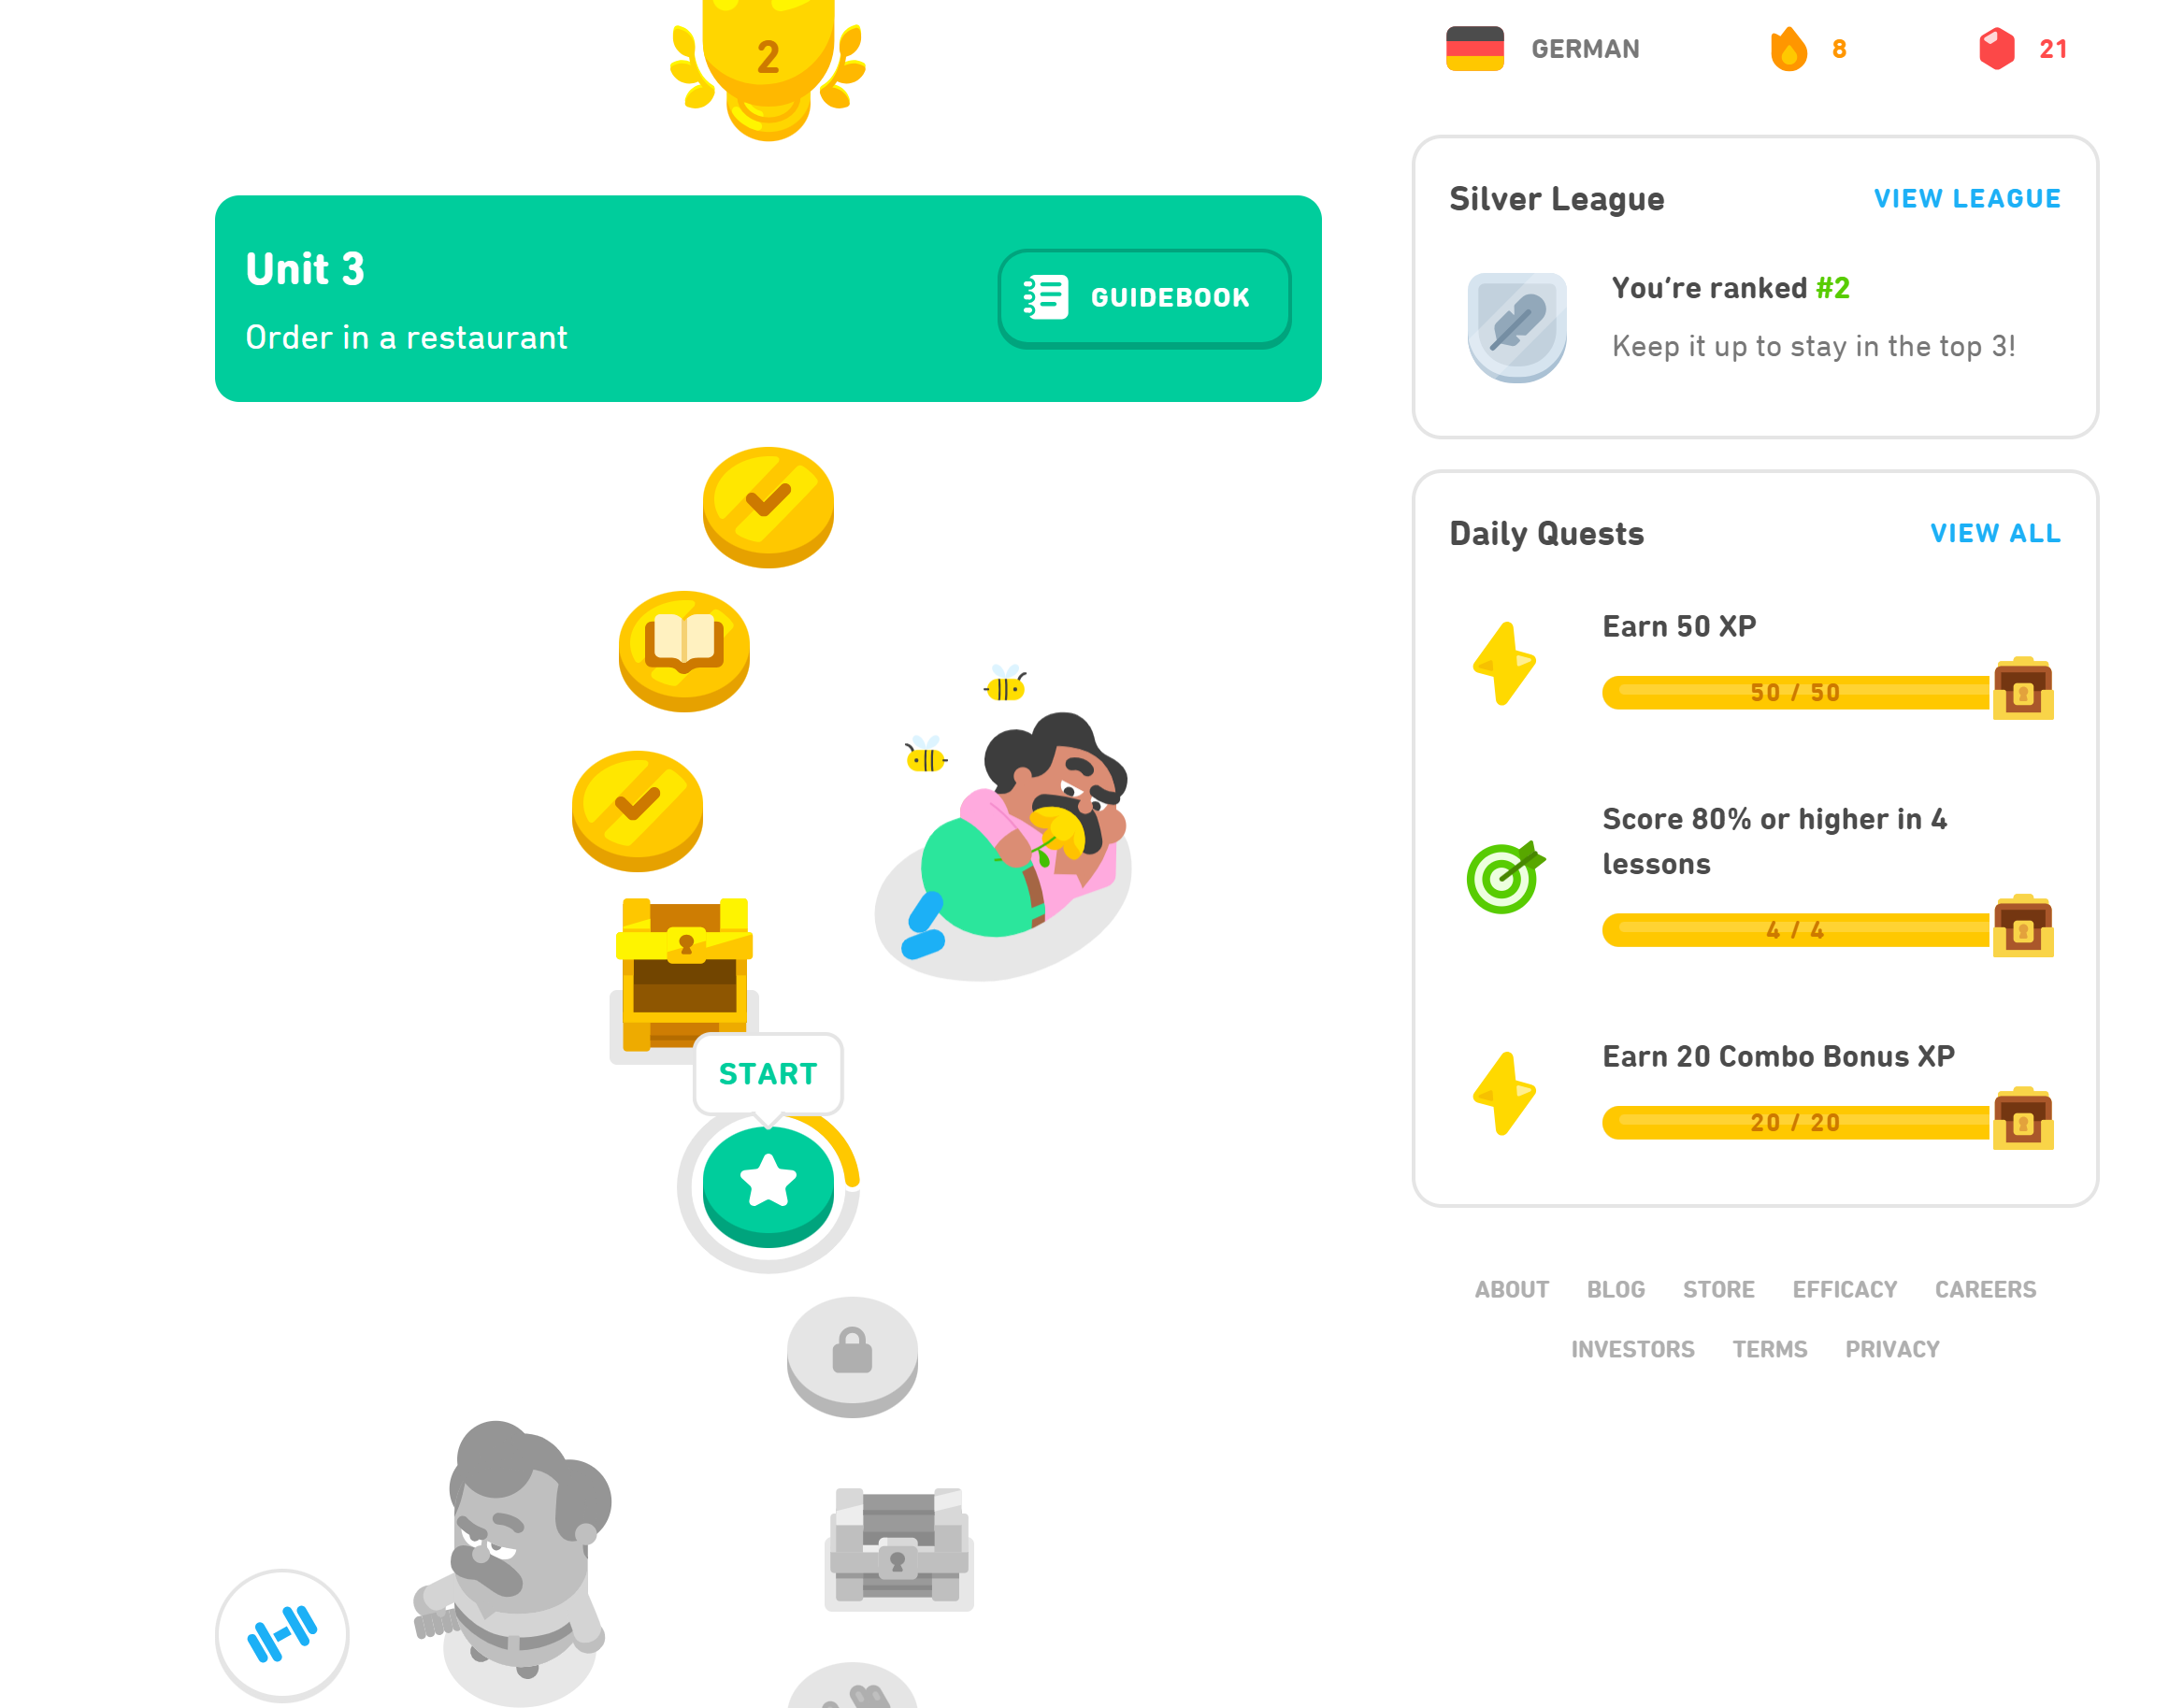 2
GERMAN
8
21
Unit 3
Order in a restaurant
GUIDEBOOK
START
Silver League
VIEW LEAGUE
You're ranked #2
Keep it up to stay in the top 3!
Daily Quests
VIEW ALL
Earn 50 XP
50 / 50
Score 80% or higher in 4
lessons
4 / 4
Earn 20 Combo Bonus XP
20 / 20
ABOUT BLOG STORE EFFICACY CAREERS
INVESTORS TERMS PRIVACY